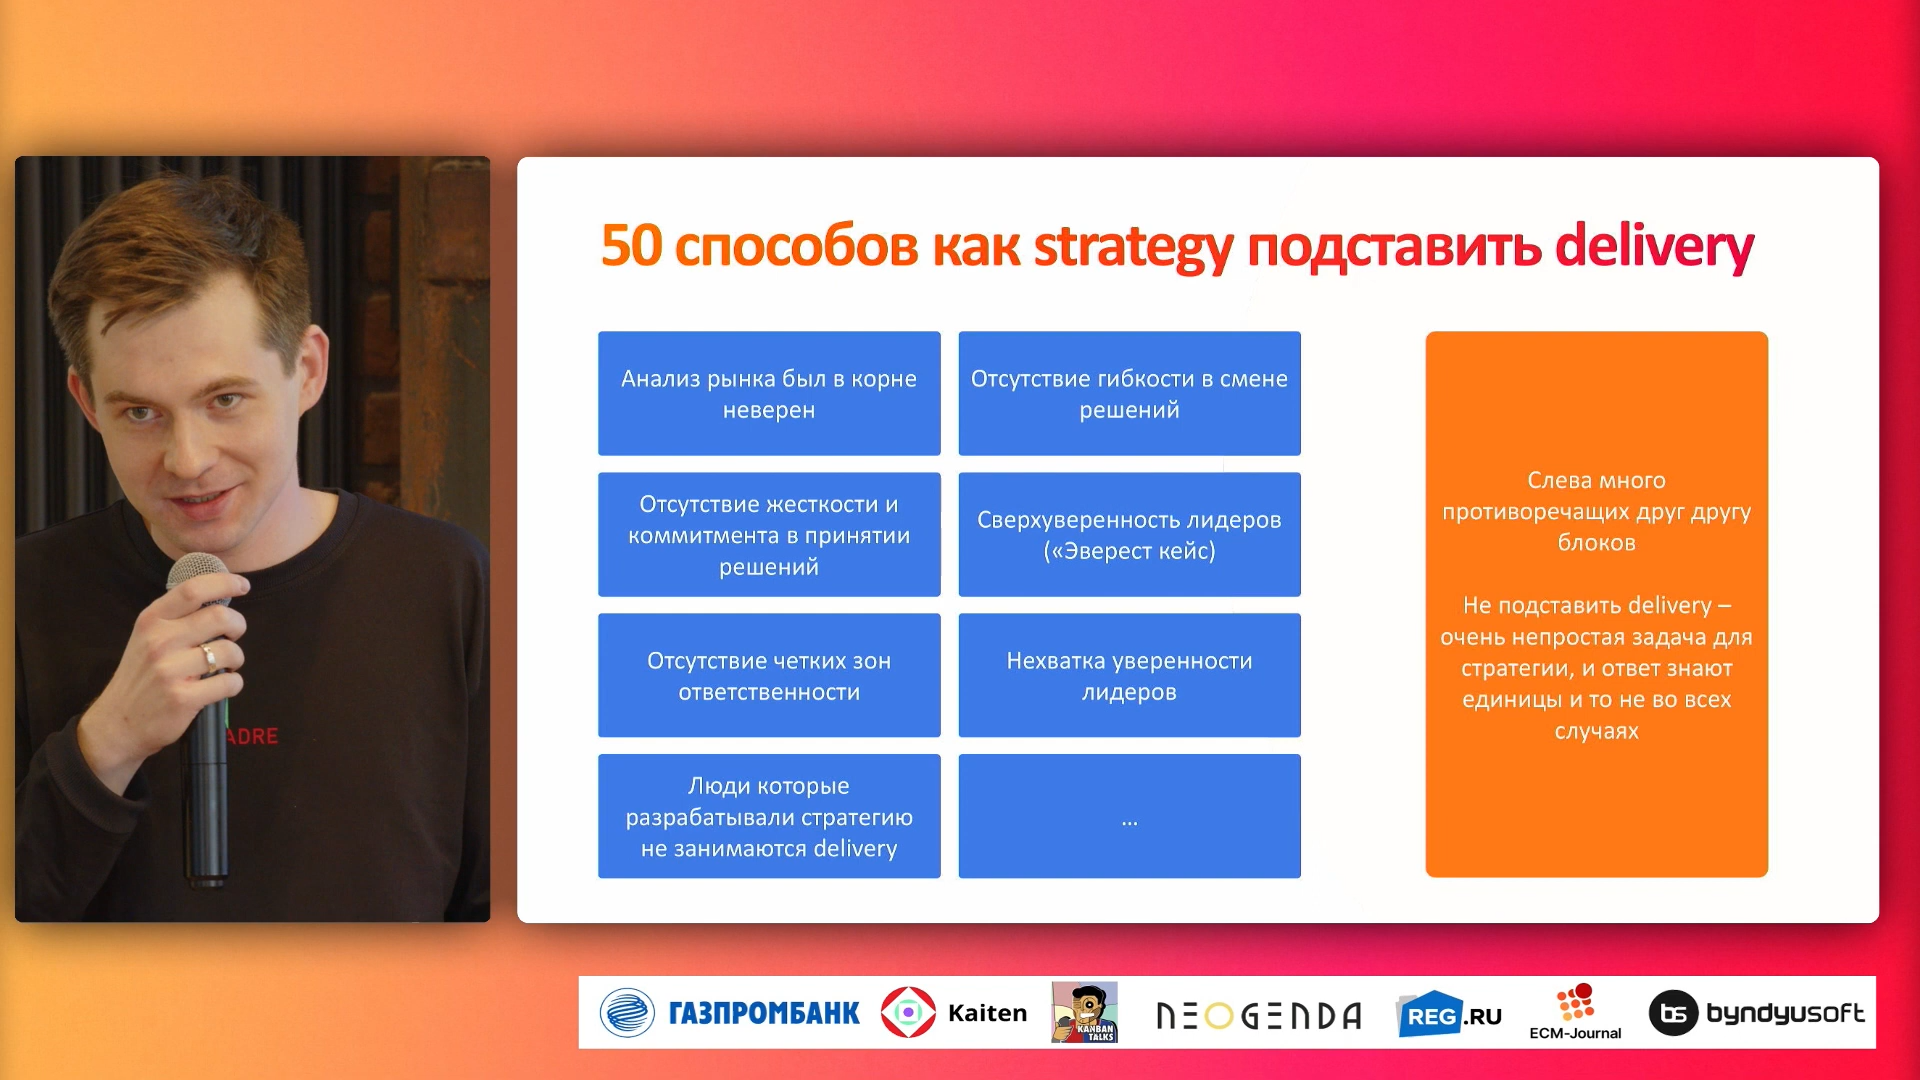 50 способов как strategy подставить delivery
Анализ рынка был в корне
неверен
Отсутствие гибкости в смене
решений
Отсутствие жесткости и
коммитмента в принятии
решений
Сверхуверенность лидеров
(«Эверест кейс)
Отсутствие четких зон
ответственности
Нехватка уверенности
лидеров
Люди которые
разрабатывали стратегию
не занимаются delivery
...
Слева много
противоречащих друг другу
блоков
Не подставить delivery –
очень непростая задача для
стратегии, и ответ знают
единицы и то не во всех
случаях
ADRE
ГАЗПРОМБАНК
Kaiten
KANBAN
TALKS
NEOGENDA
REG.RU
ECM-Journal
bs byndyusoft